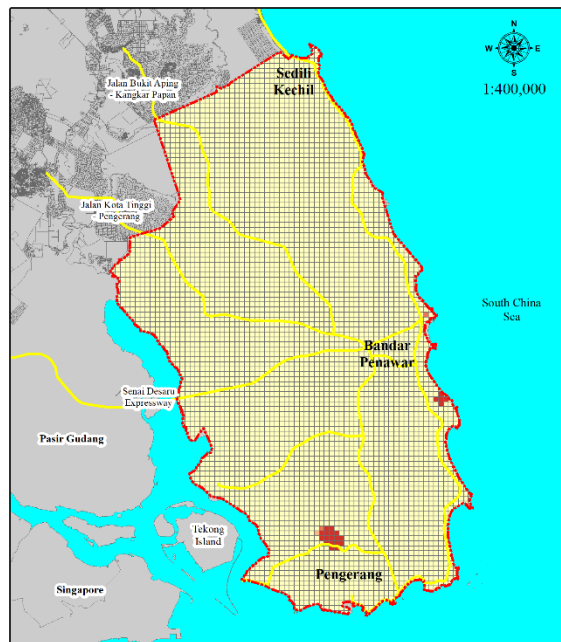 N
W E
S
1:400,000
Sedili
Kechil
Jalan Bukit Aping
- Kangkar Papan
Jalan Kota Tinggi
- Pengerang
South China
Sea
Bandar
Penawar
Senai Desaru
Expressway
Pasir Gudang
Tekong
Island
Pengerang
Singapore